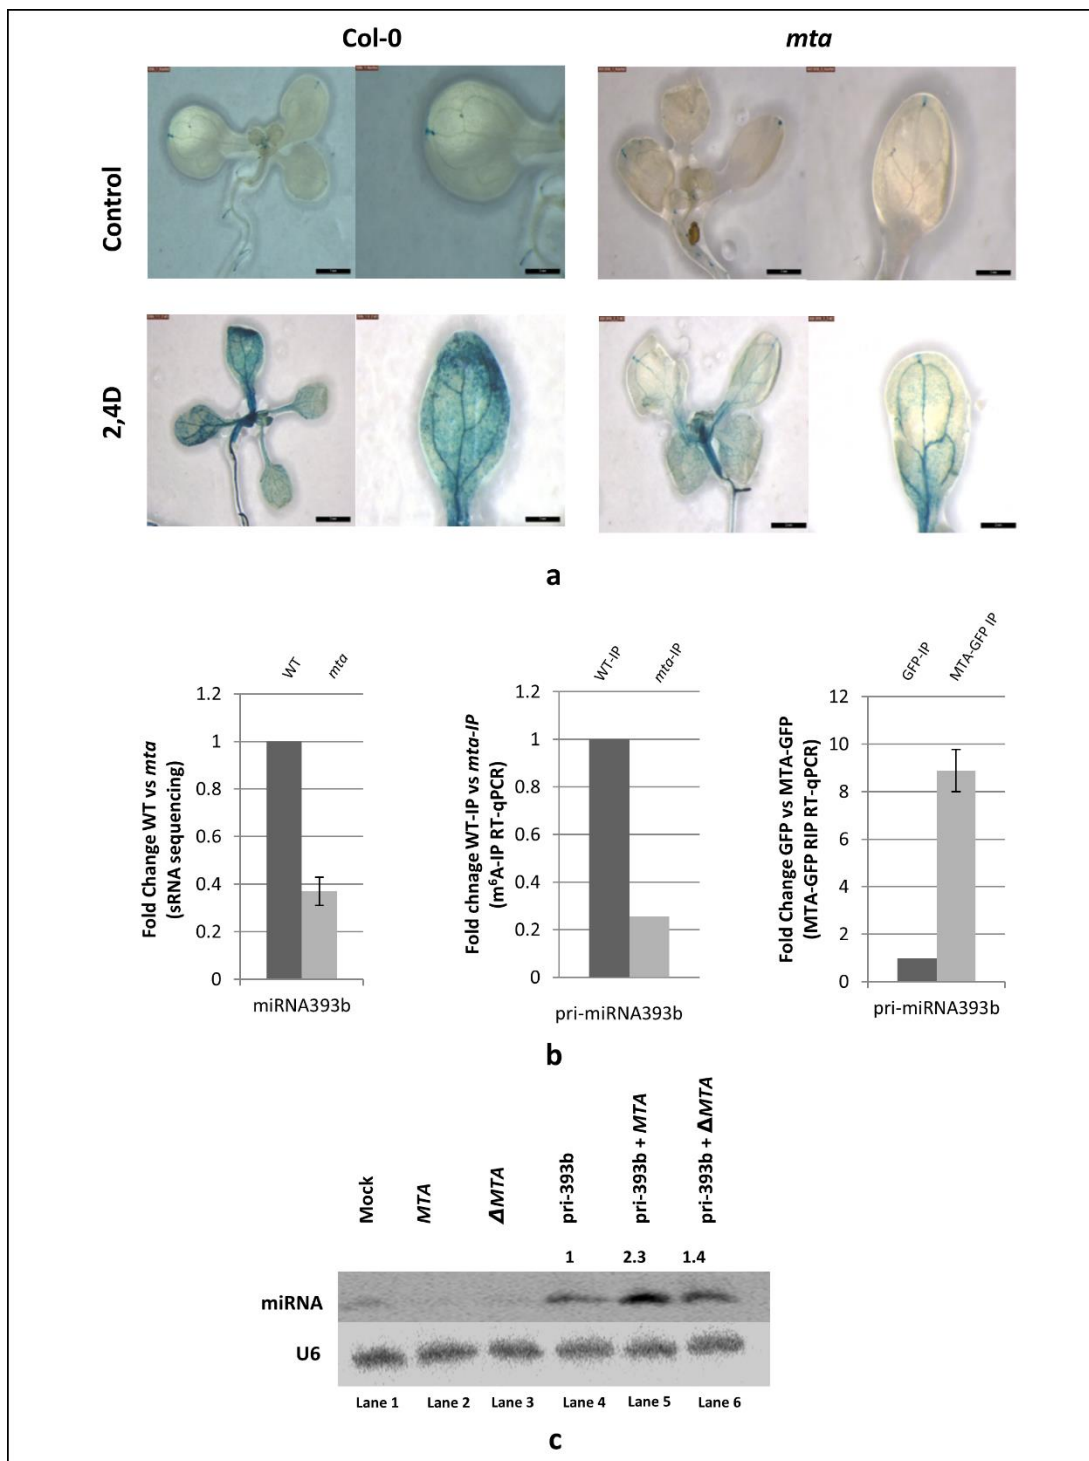 Col-0
mta
Control
2,4D
a
WT
mta
Fold Change WT vs mta
(sRNA sequencing)
1.2
1
0.8
0.6
0.4
0.2
0
miRNA393b
WT-IP
mta-IP
Fold chnage WT-IP vs mta-IP
(m⁶A-IP RT-qPCR)
1.2
1
0.8
0.6
0.4
0.2
0
pri-miRNA393b
GFP-IP
MTA-GFP IP
Fold Change GFP vs MTA-GFP
(MTA-GFP RIP RT-qPCR)
12
10
8
6
4
2
0
pri-miRNA393b
b
Mock
MTA
ΔMTA
pri-393b
pri-393b + MTA
pri-393b + ΔMTA
1 2.3 1.4
miRNA
U6
Lane 1 Lane 2 Lane 3 Lane 4 Lane 5 Lane 6
c